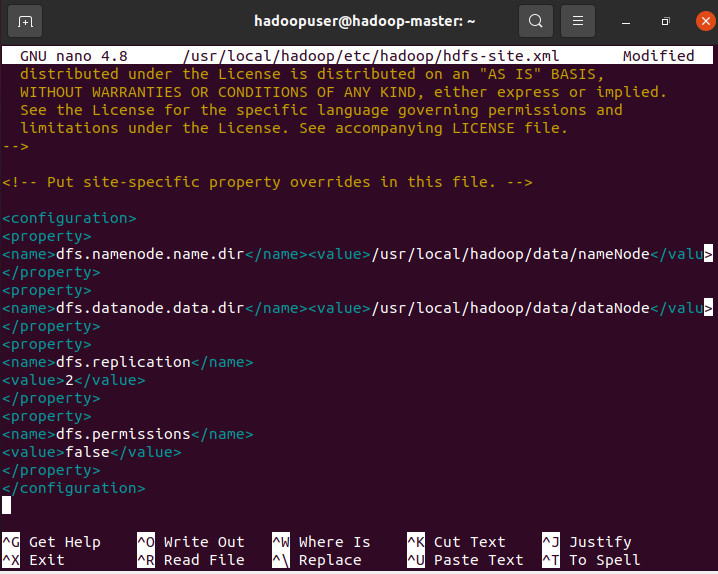 hadoopuser@hadoop-master: ~
GNU nano 4.8 /usr/local/hadoop/etc/hadoop/hdfs-site.xml Modified
distributed under the License is distributed on an "AS IS" BASIS,
WITHOUT WARRANTIES OR CONDITIONS OF ANY KIND, either express or implied.
See the License for the specific language governing permissions and
limitations under the License. See accompanying LICENSE file.
-->
<!-- Put site-specific property overrides in this file. -->
<configuration>
<property>
<name>dfs.namenode.name.dir</name><value>/usr/local/hadoop/data/nameNode</valu>
</property>
<property>
<name>dfs.datanode.data.dir</name><value>/usr/local/hadoop/data/dataNode</valu>
</property>
<property>
<name>dfs.replication</name>
<value>2</value>
</property>
<property>
<name>dfs.permissions</name>
<value>false</value>
</property>
</configuration>
^G Get Help ^O Write Out ^W Where Is ^K Cut Text ^J Justify
^X Exit ^R Read File ^\ Replace ^U Paste Text ^T To Spell